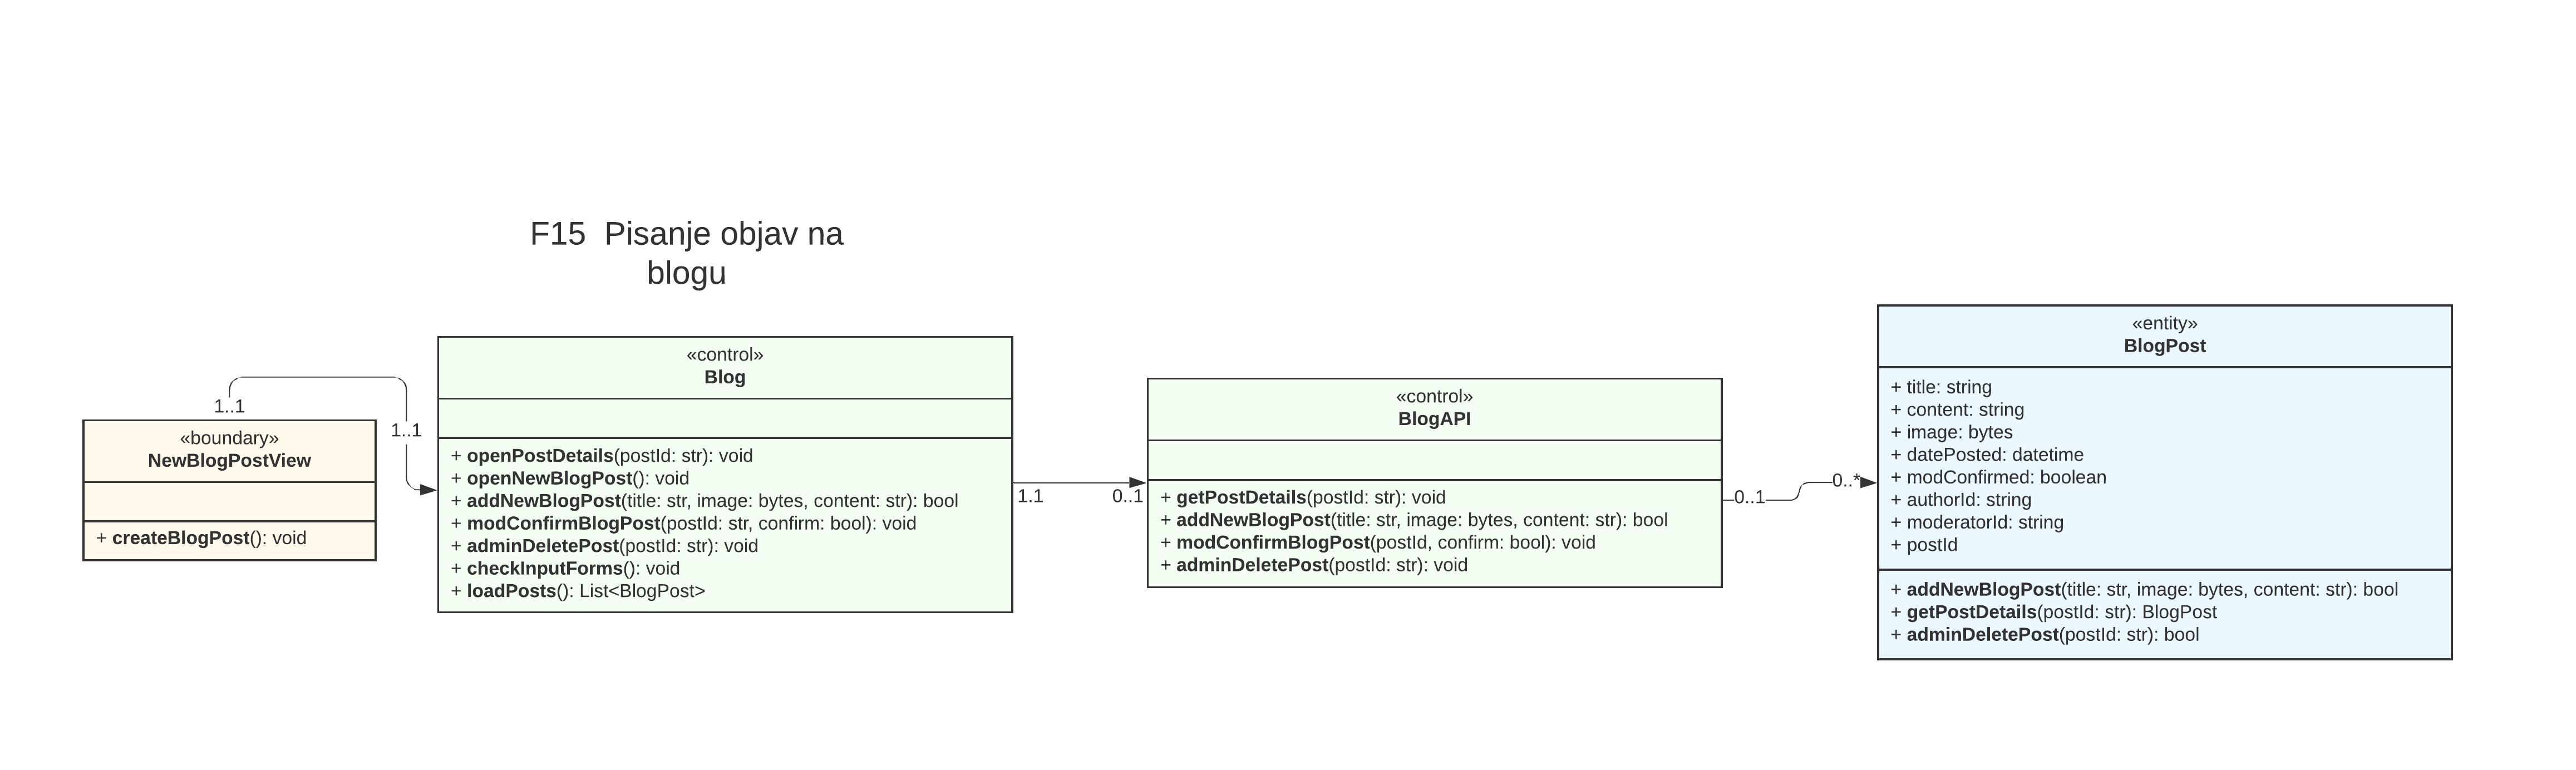 F15  Pisanje objav na
blogu
1..1
1..1
«boundary»
NewBlogPostView
+ createBlogPost(): void
«control»
Blog
+ openPostDetails(postId: str): void
+ openNewBlogPost(): void
+ addNewBlogPost(title: str, image: bytes, content: str): bool
+ modConfirmBlogPost(postId: str, confirm: bool): void
+ adminDeletePost(postId: str): void
+ checkInputForms(): void
+ loadPosts(): List<BlogPost>
1.1
0..1
«control»
BlogAPI
+ getPostDetails(postId: str): void
+ addNewBlogPost(title: str, image: bytes, content: str): bool
+ modConfirmBlogPost(postId, confirm: bool): void
+ adminDeletePost(postId: str): void
0..1
0..*
«entity»
BlogPost
+ title: string
+ content: string
+ image: bytes
+ datePosted: datetime
+ modConfirmed: boolean
+ authorId: string
+ moderatorId: string
+ postId
+ addNewBlogPost(title: str, image: bytes, content: str): bool
+ getPostDetails(postId: str): BlogPost
+ adminDeletePost(postId: str): bool